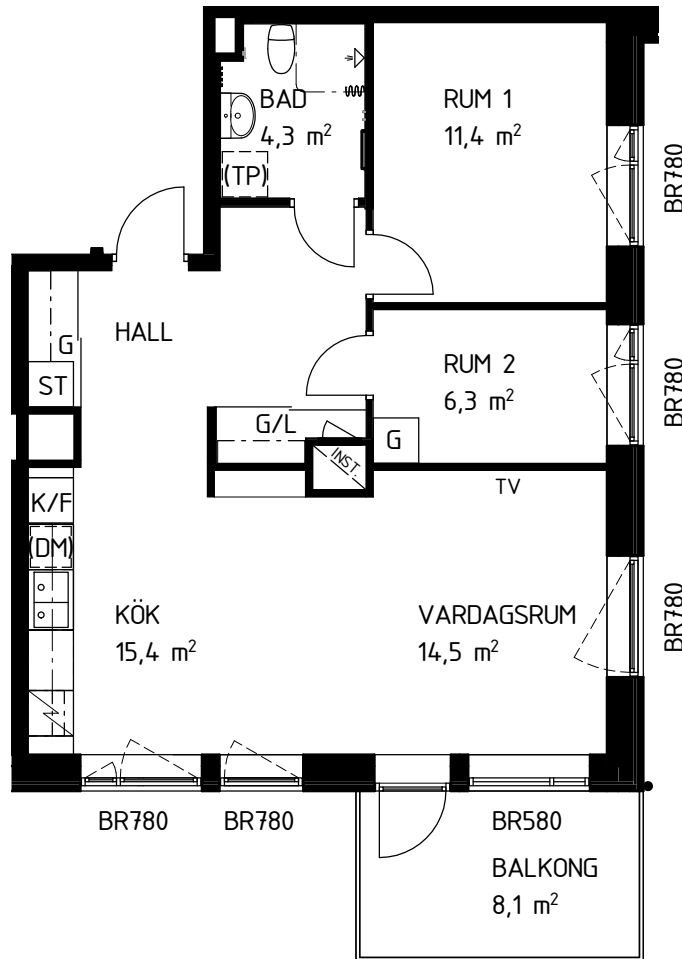 BAD
4,3 m²
(TP)
RUM 1
11,4 m²
BR780
HALL
G
ST
RUM 2
6,3 m²
BR780
G/L
G
INST.
TV
K/F
(DM)
KÖK
15,4 m²
VARDAGSRUM
14,5 m²
BR780
BR780
BR780
BR580
BALKONG
8,1 m²